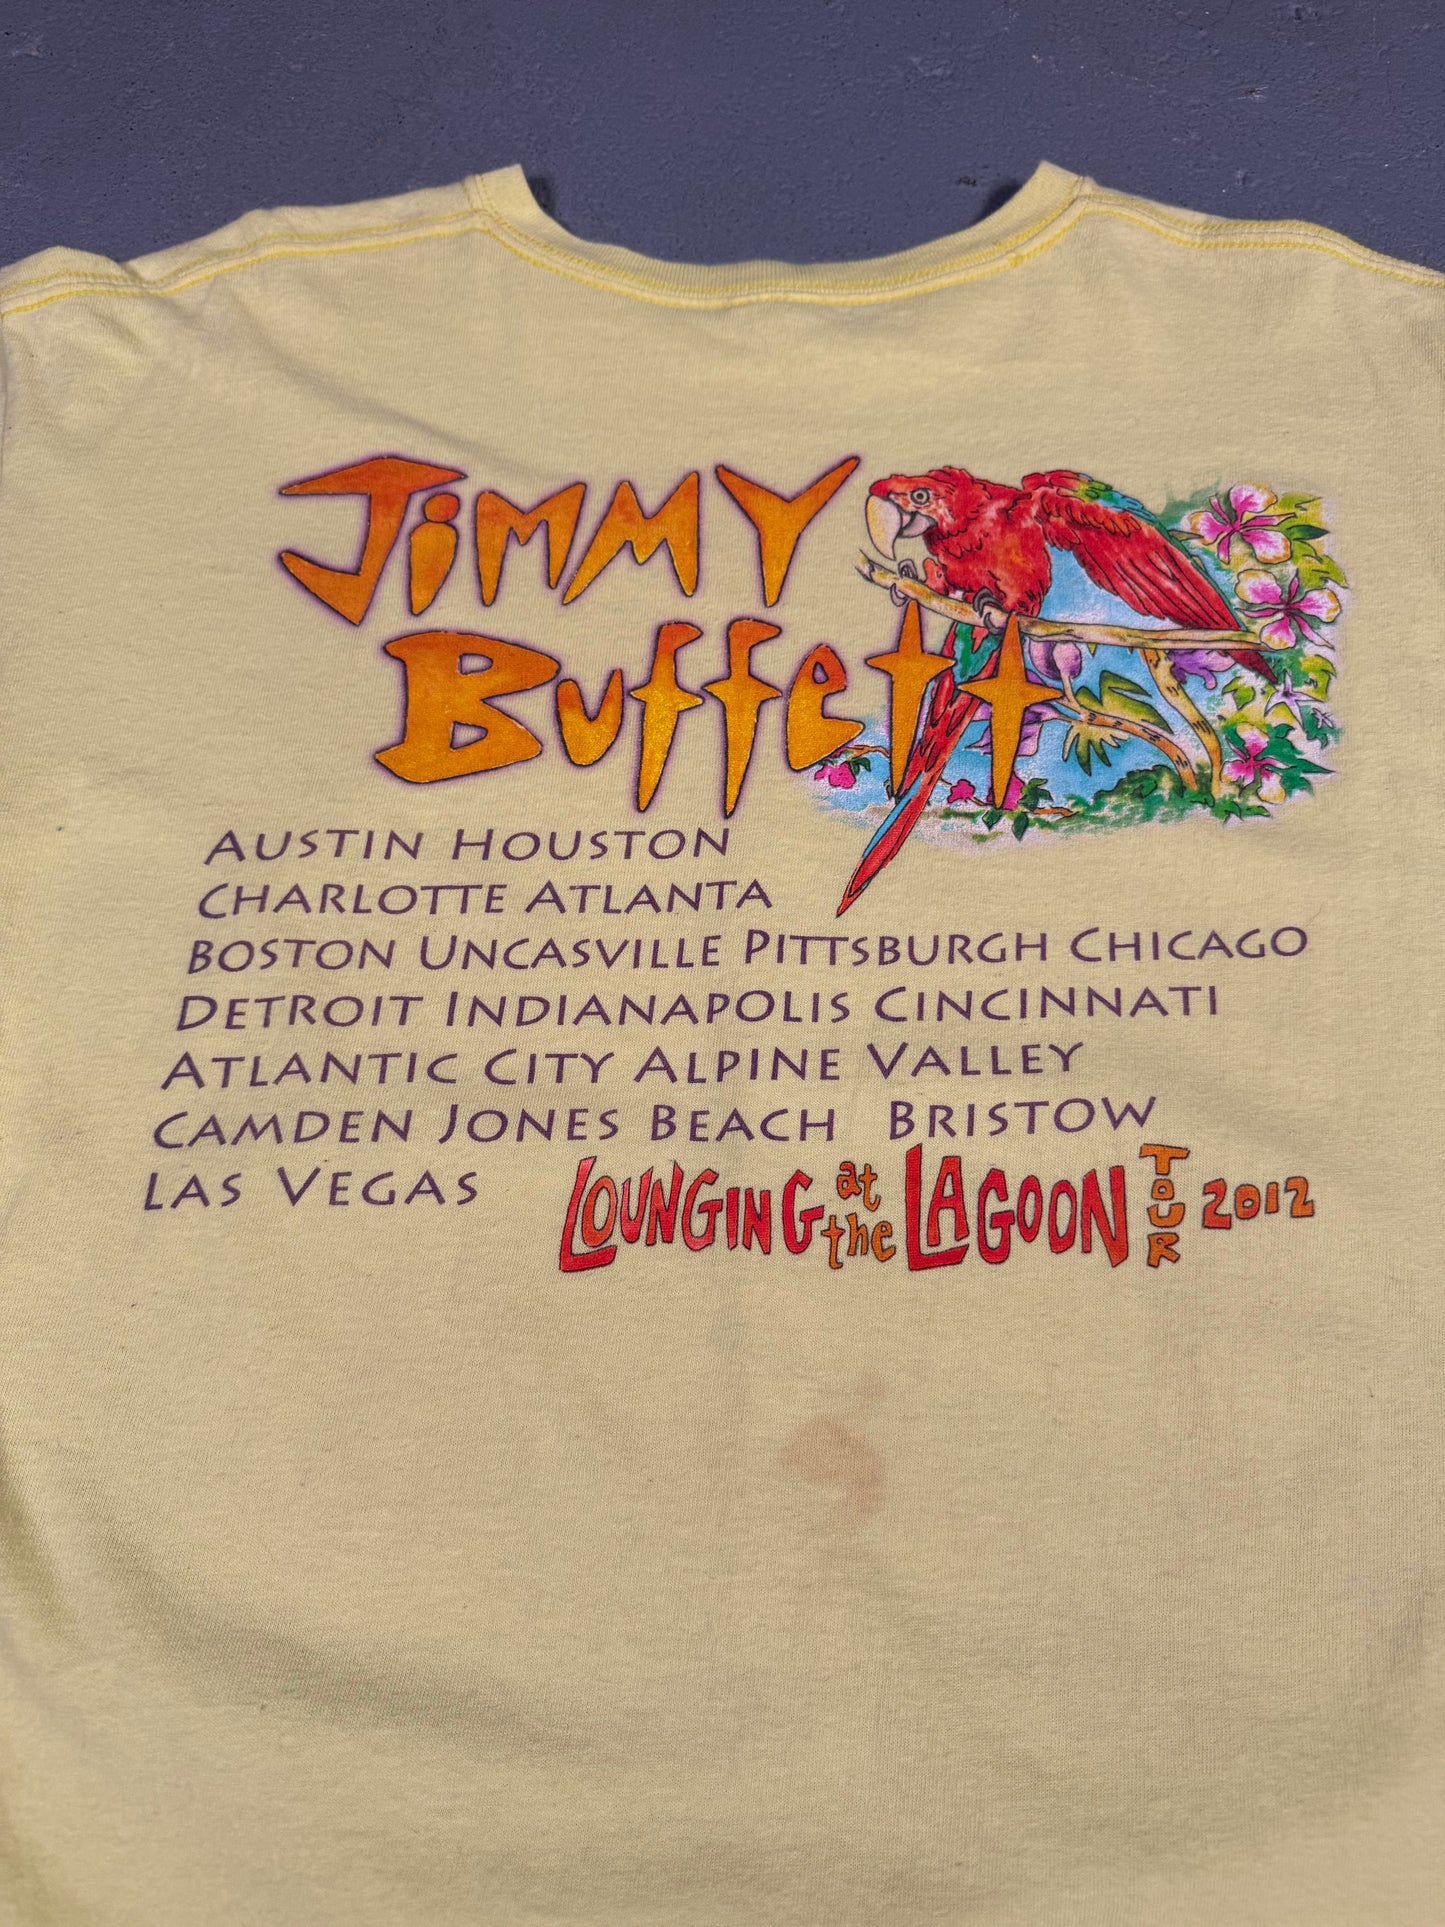 Jimmy
Buffett
AUSTIN HOUSTON
CHARLOTTE ATLANTA
BOSTON UNCASVILLE PITTSBURGH CHICAGO
DETROIT INDIANAPOLIS CINCINNATI
ATLANTIC CITY ALPINE VALLEY
CAMDEN JONES BEACH BRISTOW
LAS VEGAS
LOUNGING at the LAGOON TOUR 2012